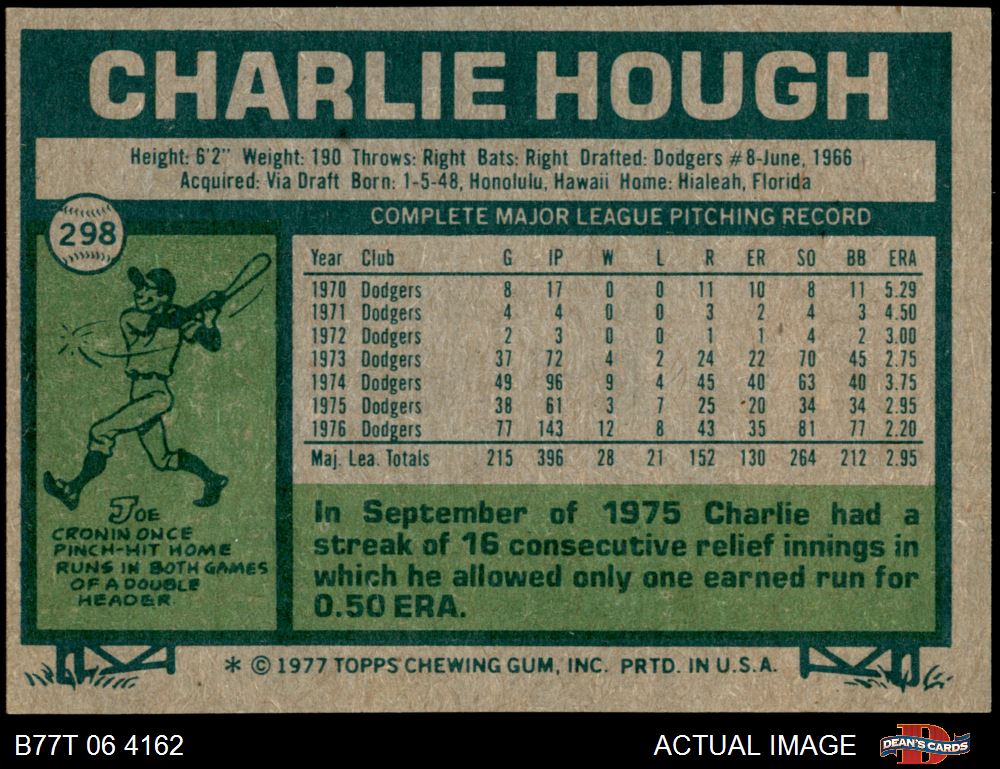 CHARLIE HOUGH
Height: 6'2" Weight: 190 Throws: Right Bats: Right Drafted: Dodgers #8-June, 1966
Acquired: Via Draft Born: 1-5-48, Honolulu, Hawaii Home: Hialeah, Florida
298
COMPLETE MAJOR LEAGUE PITCHING RECORD
Year Club G IP W L R ER SO BB ERA
1970 Dodgers 8 17 0 0 11 10 8 11 5.29
1971 Dodgers 4 4 0 0 3 2 4 3 4.50
1972 Dodgers 2 3 0 0 1 1 4 2 3.00
1973 Dodgers 37 72 4 2 24 22 70 45 2.75
1974 Dodgers 49 96 9 4 45 40 63 40 3.75
1975 Dodgers 38 61 3 7 25 20 34 34 2.95
1976 Dodgers 77 143 12 8 43 35 81 77 2.20
Maj. Lea. Totals 215 396 28 21 152 130 264 212 2.95
JOE
CRONIN ONCE
PINCH-HIT HOME
RUNS IN BOTH GAMES
OF A DOUBLE
HEADER.
In September of 1975 Charlie had a
streak of 16 consecutive relief innings in
which he allowed only one earned run for
0.50 ERA.
* © 1977 TOPPS CHEWING GUM, INC. PRTD. IN U.S.A.
B77T 06 4162
ACTUAL IMAGE
DEAN'S CARDS